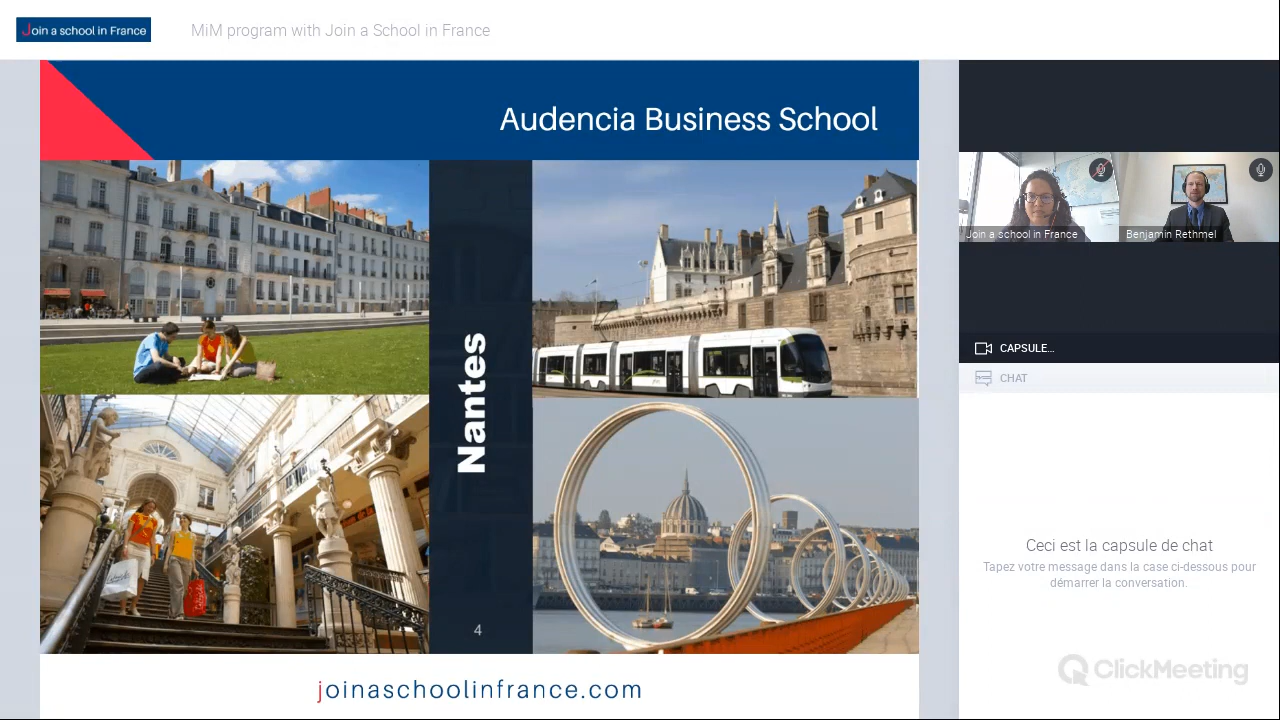 Join a school in France
MiM program with Join a School in France
Audencia Business School
Nantes
4
joinaschoolinfrance.com
Join a school in France
Benjamin Rethmel
CAPSULE...
CHAT
Ceci est la capsule de chat
Tapez votre message dans la case ci-dessous pour
démarrer la conversation.
ClickMeeting